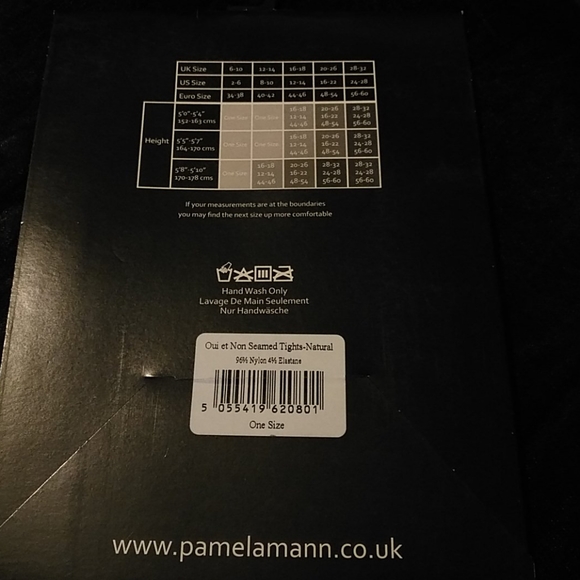 UK Size 6-10 12-14 16-18 20-26 28-32
US Size 2-6 8-10 12-14 16-22 24-28
Euro Size 34-38 40-42 44-46 48-54 56-60
Height
5'0"-5'4" One Size One Size 16-18 20-26 28-32
152-163 cms 12-14 16-22 24-28
44-46 48-54 56-60
5'5"-5'7" One Size One Size 16-18 20-26 28-32
164-170 cms 12-14 16-22 24-28
44-46 48-54 56-60
5'8"-5'10" One Size 16-18 20-26 28-32 28-32
170-178 cms 12-14 16-22 24-28 24-28
44-46 48-54 56-60 56-60
If your measurements are at the boundaries
you may find the next size up more comfortable
Hand Wash Only
Lavage De Main Seulement
Nur Handwäsche
Oui et Non Seamed Tights-Natural
96% Nylon 4% Elastane
5 055419 620801
One Size
www.pamelamann.co.uk